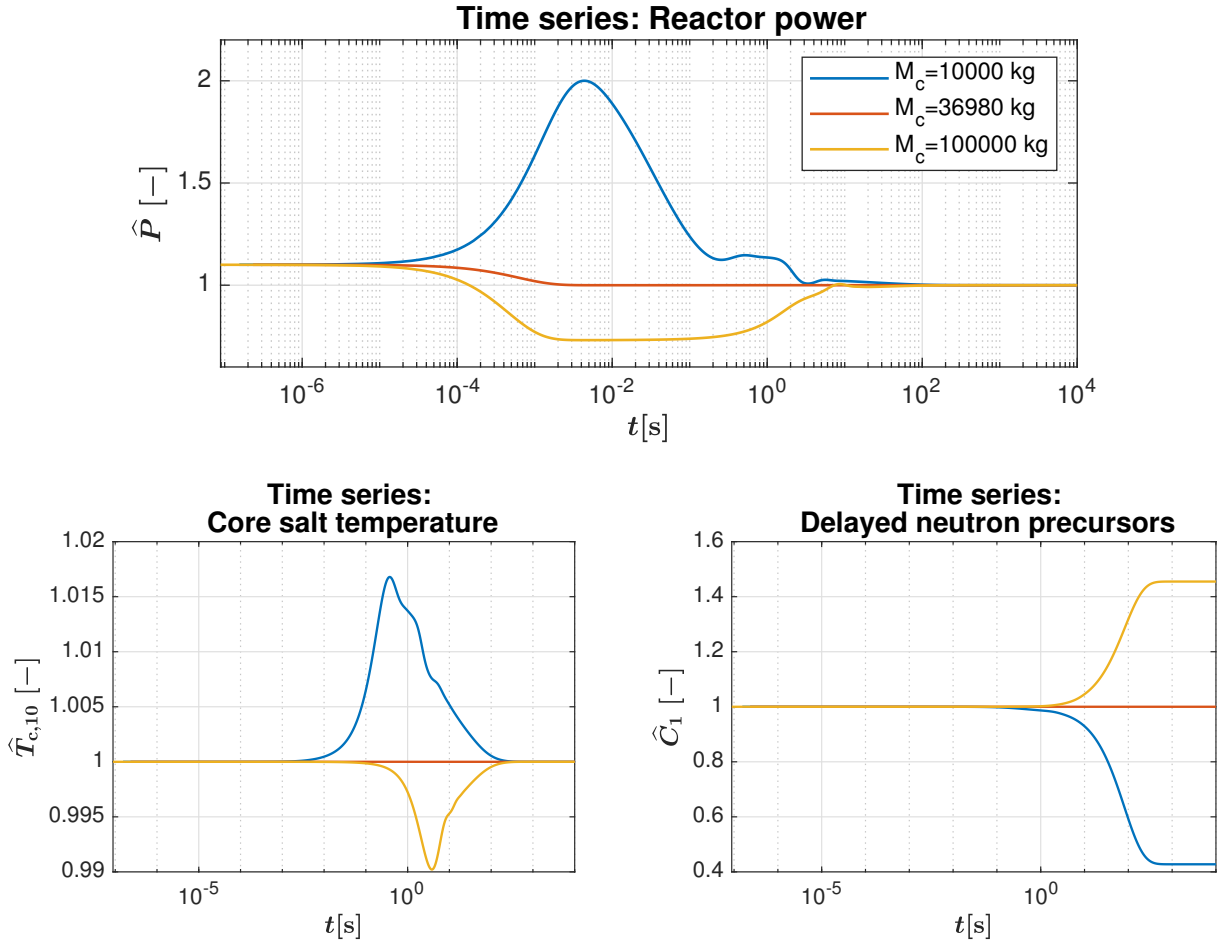 Time series: Reactor power
2
1.5
1
P̂ [−]
M_c=10000 kg
M_c=36980 kg
M_c=100000 kg
10^-6
10^-4
10^-2
10^0
10^2
10^4
t[s]
Time series:
Core salt temperature
1.02
1.015
1.01
1.005
1
0.995
0.99
T̂_c,10 [−]
10^-5
10^0
t[s]
Time series:
Delayed neutron precursors
1.6
1.4
1.2
1
0.8
0.6
0.4
Ĉ_1 [−]
10^-5
10^0
t[s]